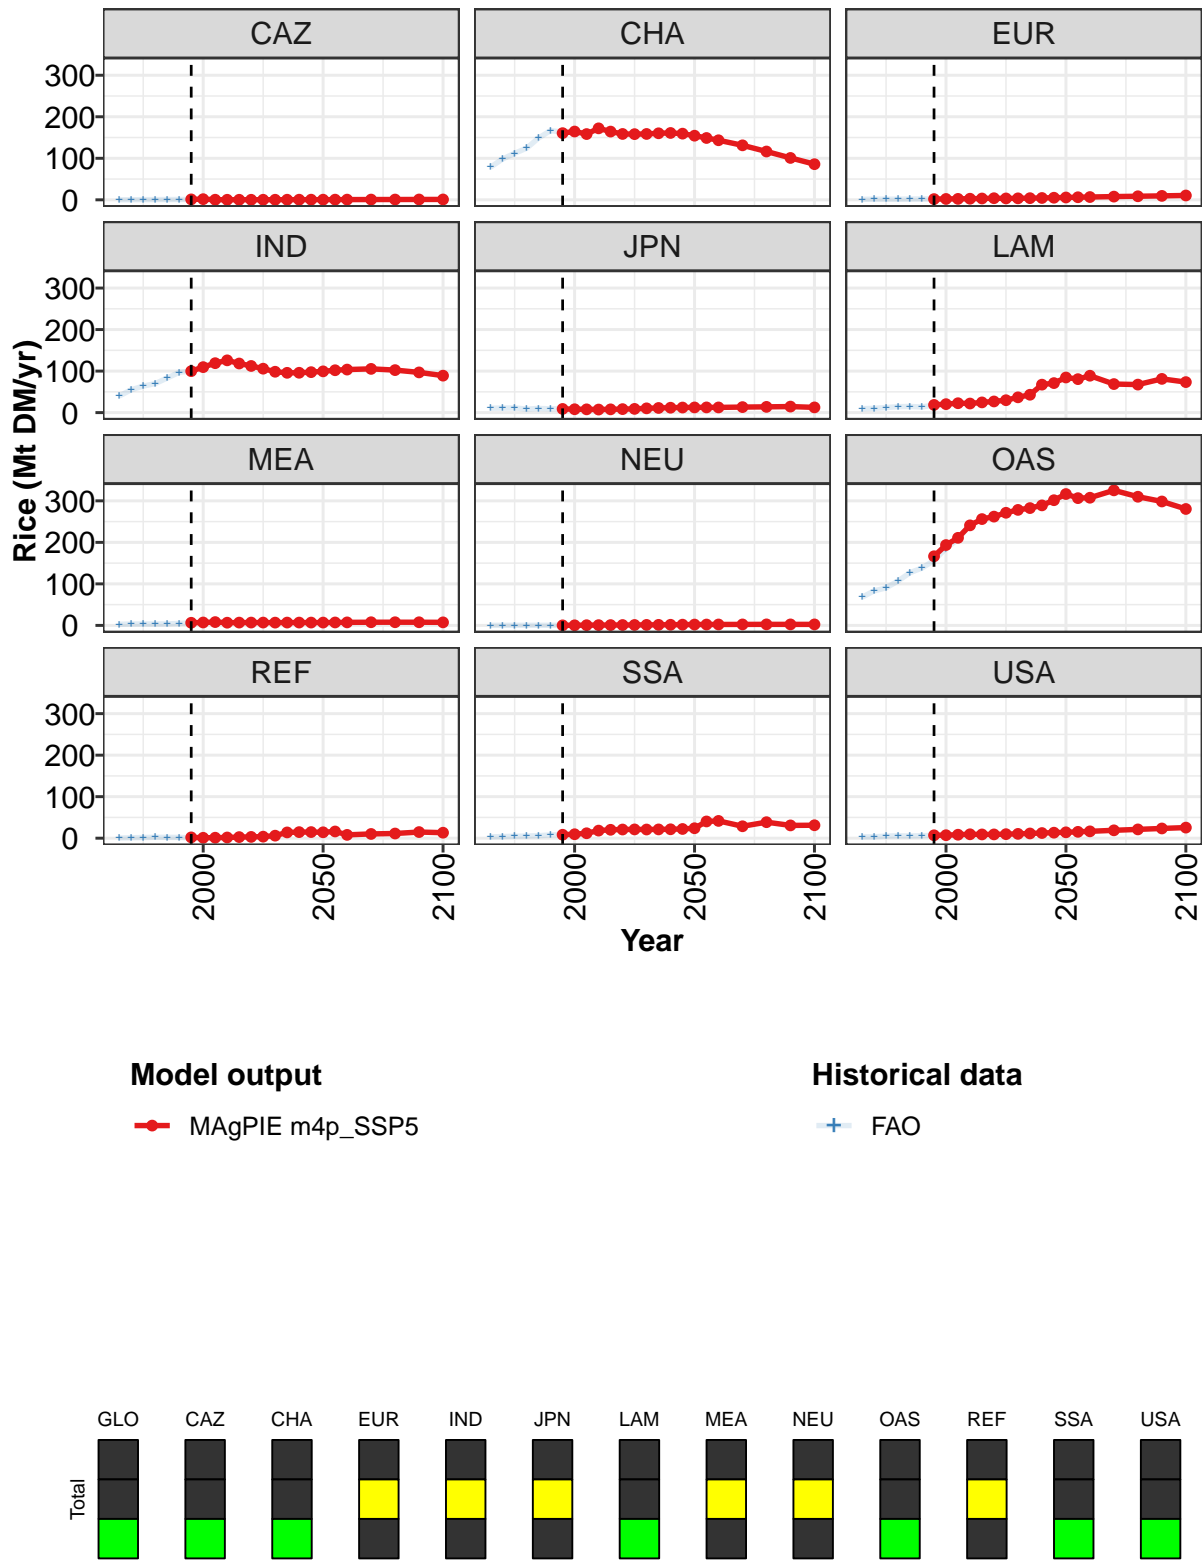 CAZ
CHA
EUR
300
200
100
0
IND
JPN
LAM
300
200
100
0
MEA
NEU
OAS
300
200
100
0
REF
SSA
USA
300
200
100
0
Rice (Mt DM/yr)
2000
2050
2100
2000
2050
2100
2000
2050
2100
Year
Model output
Historical data
MAgPIE m4p_SSP5
FAO
GLO CAZ CHA EUR IND JPN LAM MEA NEU OAS REF SSA USA
Total